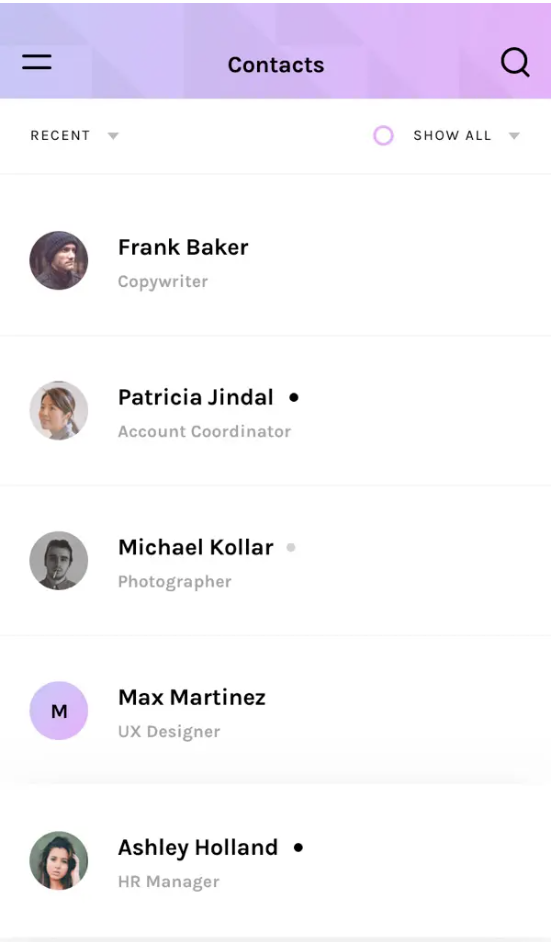 Contacts
RECENT SHOW ALL
Frank Baker
Copywriter
Patricia Jindal
Account Coordinator
Michael Kollar
Photographer
M
Max Martinez
UX Designer
Ashley Holland
HR Manager